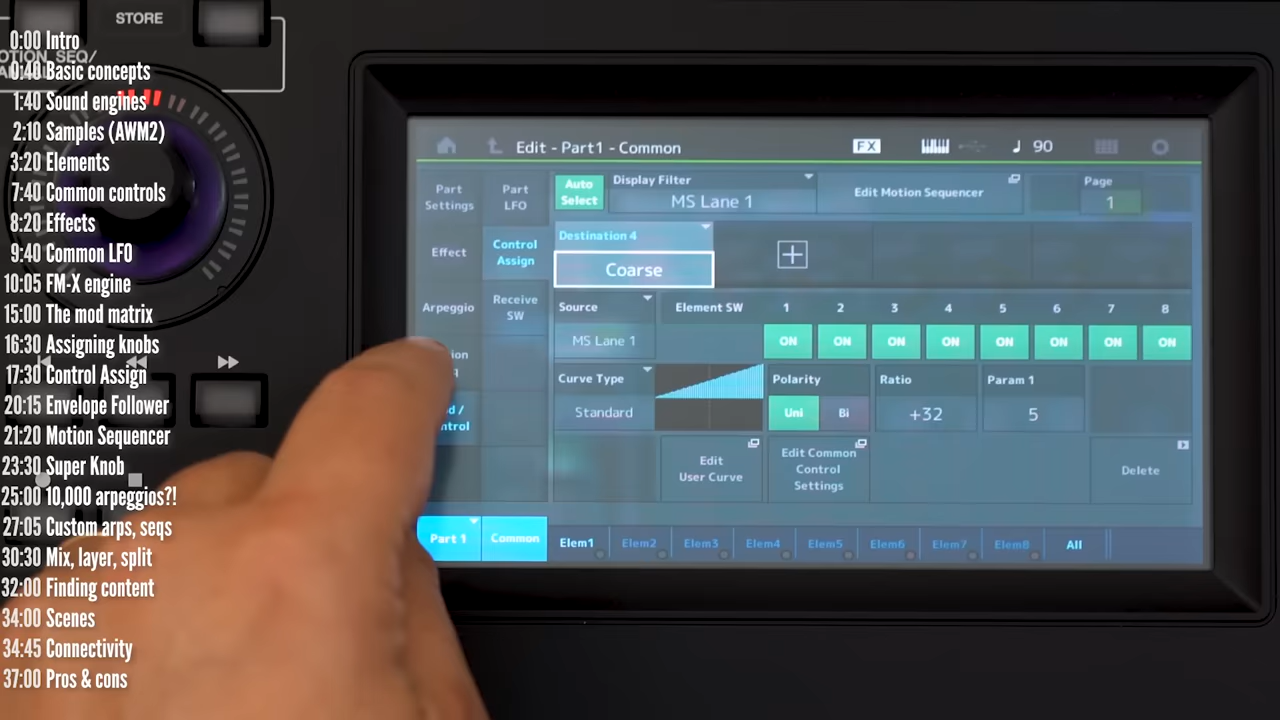 STORE
OTION SEQ/
0:00 Intro
0:40 Basic concepts
1:40 Sound engines
2:10 Samples (AWM2)
3:20 Elements
7:40 Common controls
8:20 Effects
9:40 Common LFO
10:05 FM-X engine
15:00 The mod matrix
16:30 Assigning knobs
17:30 Control Assign
20:15 Envelope Follower
21:20 Motion Sequencer
23:30 Super Knob
25:00 10,000 arpeggios?!
27:05 Custom arps, seqs
30:30 Mix, layer, split
32:00 Finding content
34:00 Scenes
34:45 Connectivity
37:00 Pros & cons
Edit - Part1 - Common
FX
90
Part
Settings
Effect
Arpeggio
ion
d /
ntrol
Part
LFO
Control
Assign
Receive
SW
Auto
Select
Display Filter
MS Lane 1
Edit Motion Sequencer
Page
1
Destination 4
Coarse
Source
MS Lane 1
Element SW
1 2 3 4 5 6 7 8
ON ON ON ON ON ON ON ON
Curve Type
Standard
Polarity
Uni Bi
Ratio
+32
Param 1
5
Edit
User Curve
Edit Common
Control
Settings
Delete
Part 1 Common Elem1 Elem2 Elem3 Elem4 Elem5 Elem6 Elem7 Elem8 All